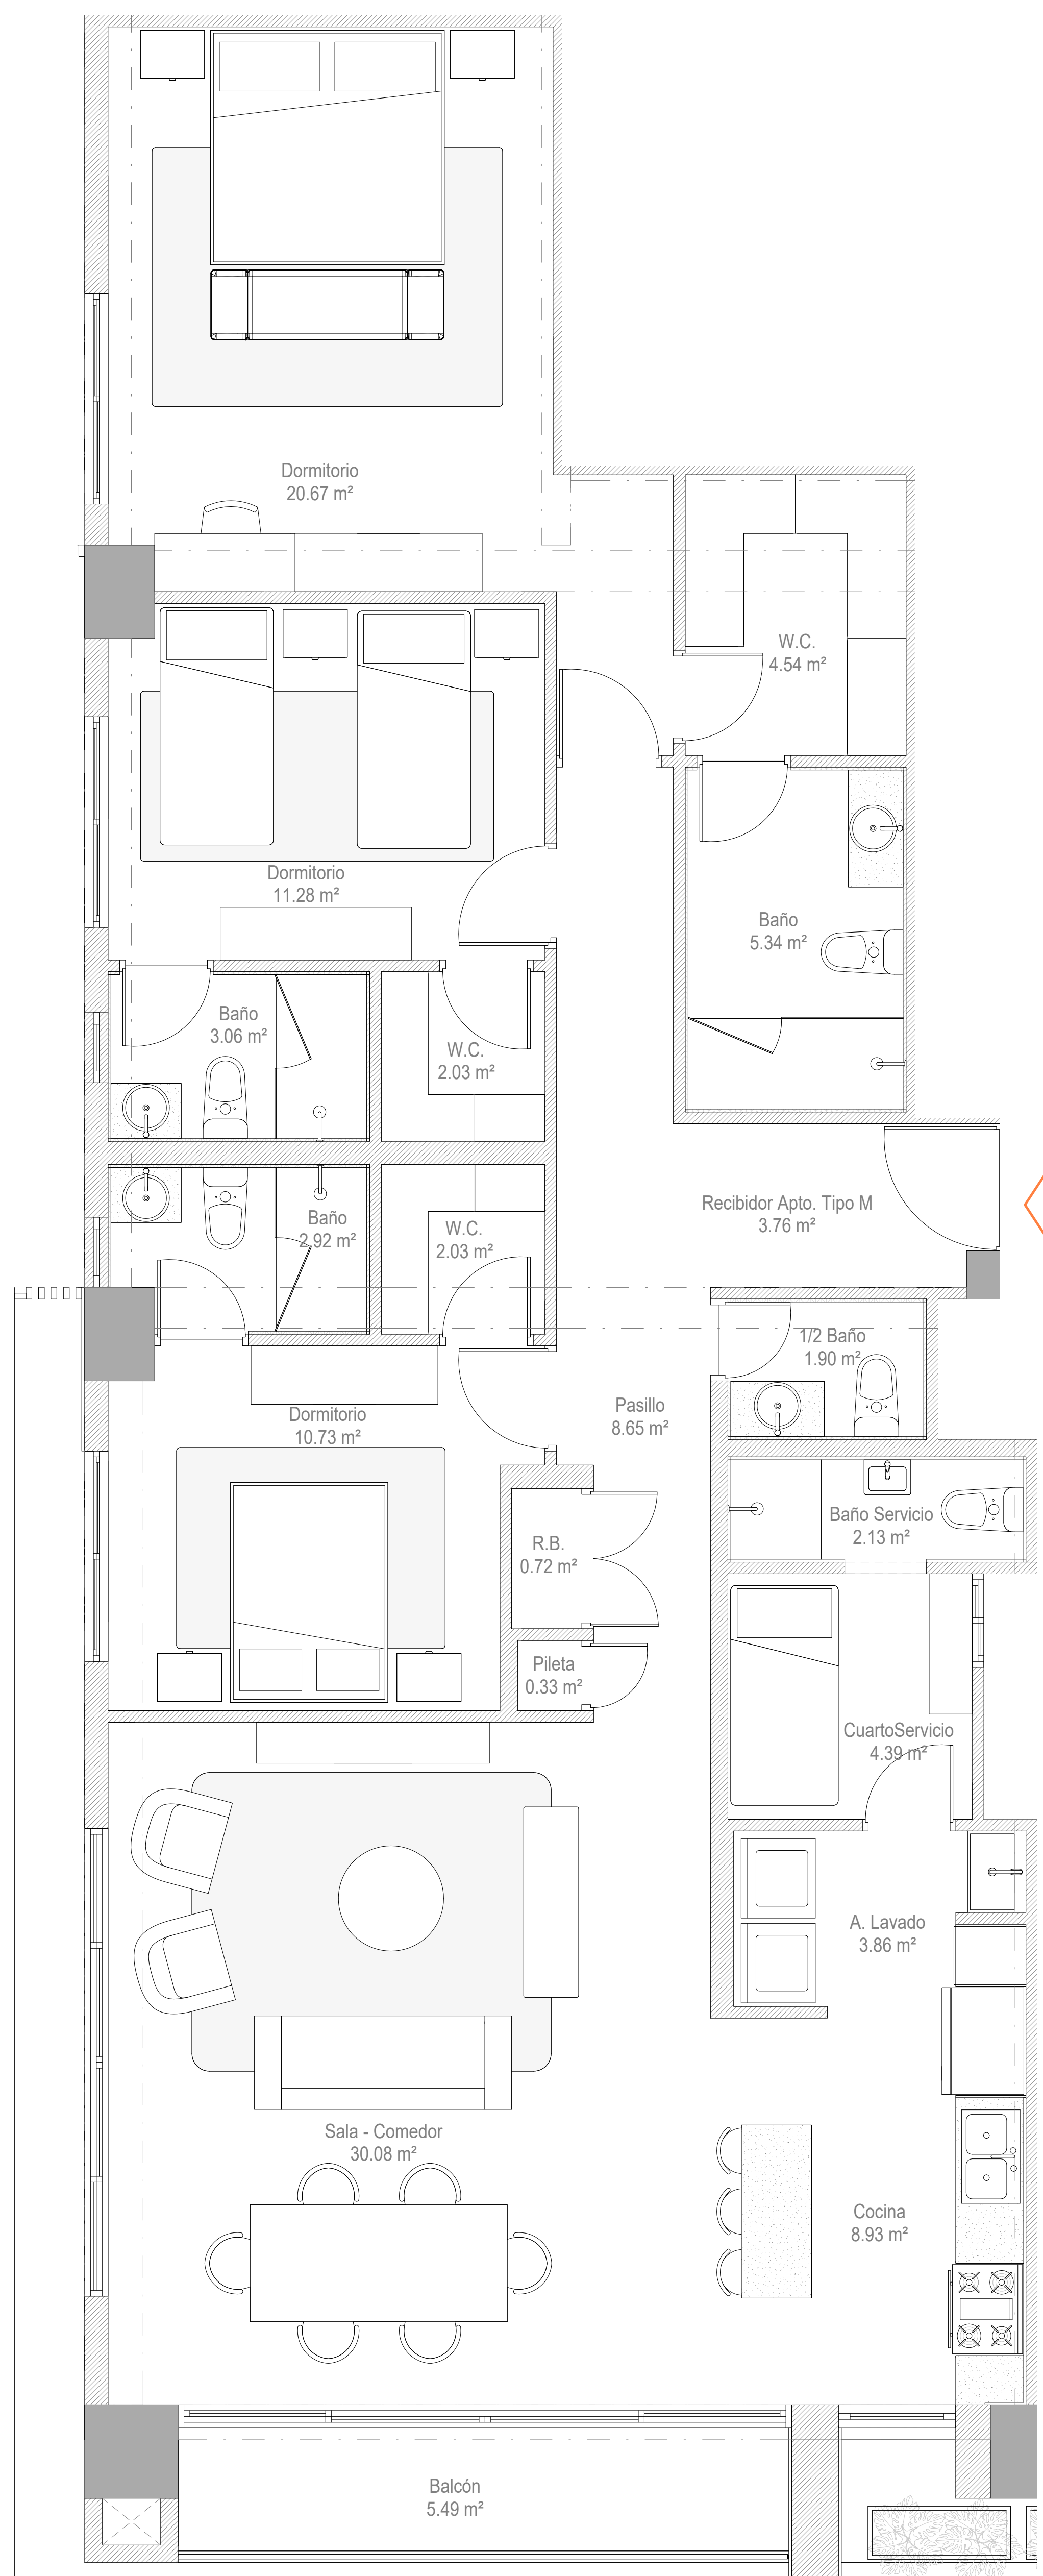 Dormitorio
20.67 m²
W.C.
4.54 m²
Dormitorio
11.28 m²
Baño
5.34 m²
Baño
3.06 m²
W.C.
2.03 m²
Recibidor Apto. Tipo M
3.76 m²
Baño
2.92 m²
W.C.
2.03 m²
1/2 Baño
1.90 m²
Pasillo
8.65 m²
Dormitorio
10.73 m²
Baño Servicio
2.13 m²
R.B.
0.72 m²
Pileta
0.33 m²
CuartoServicio
4.39 m²
A. Lavado
3.86 m²
Sala - Comedor
30.08 m²
Cocina
8.93 m²
Balcón
5.49 m²